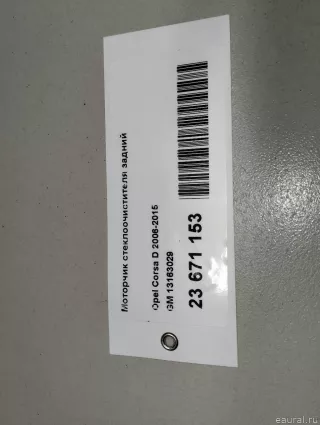 Моторчик стеклоочистителя задний
Opel Corsa D 2006-2015
GM 13163029
23 671 153
eaural.ru